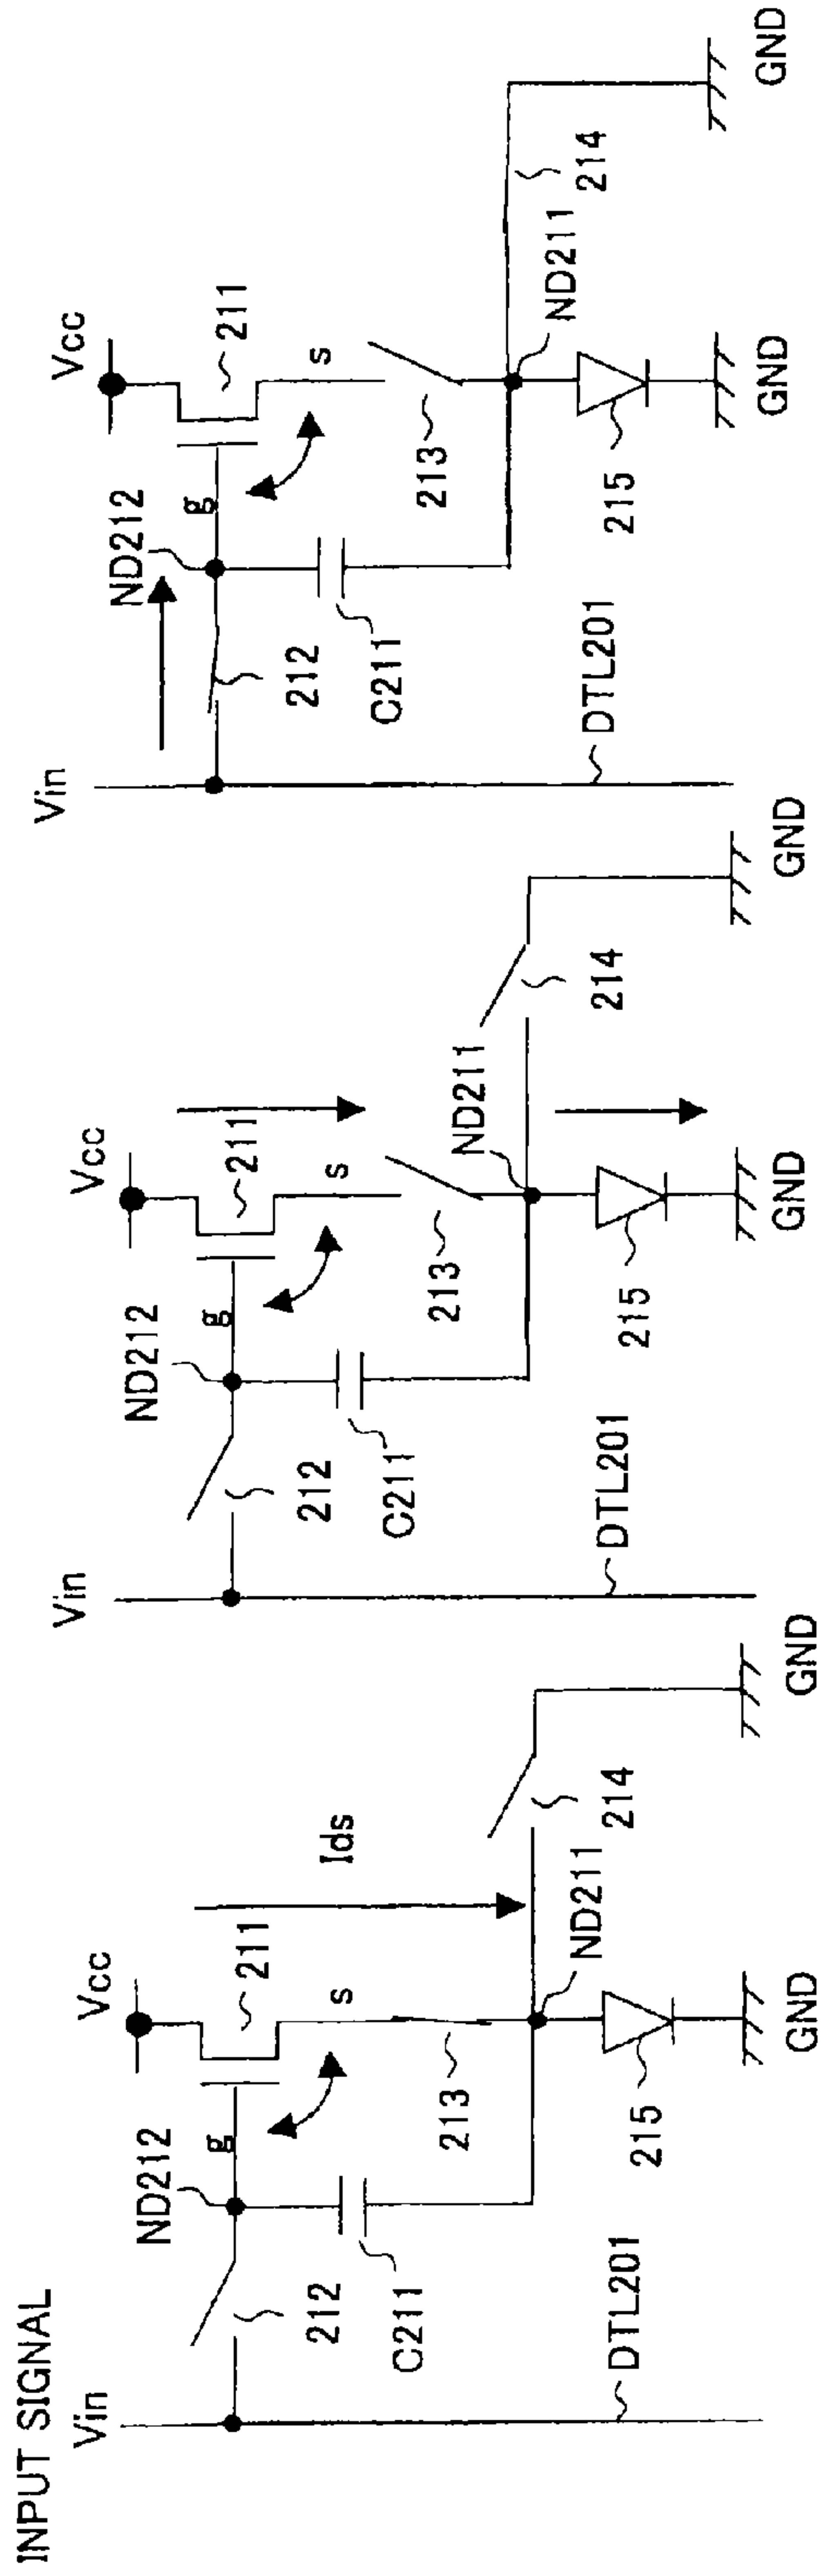 INPUT SIGNAL
Vin
ND212
g
Vcc
211
s
Ids
212
C211
213
ND211
214
215
DTL201
GND
GND
Vin
ND212
g
Vcc
211
s
212
C211
213
ND211
214
215
DTL201
GND
GND
Vin
ND212
g
Vcc
211
s
212
C211
213
ND211
214
215
DTL201
GND
GND